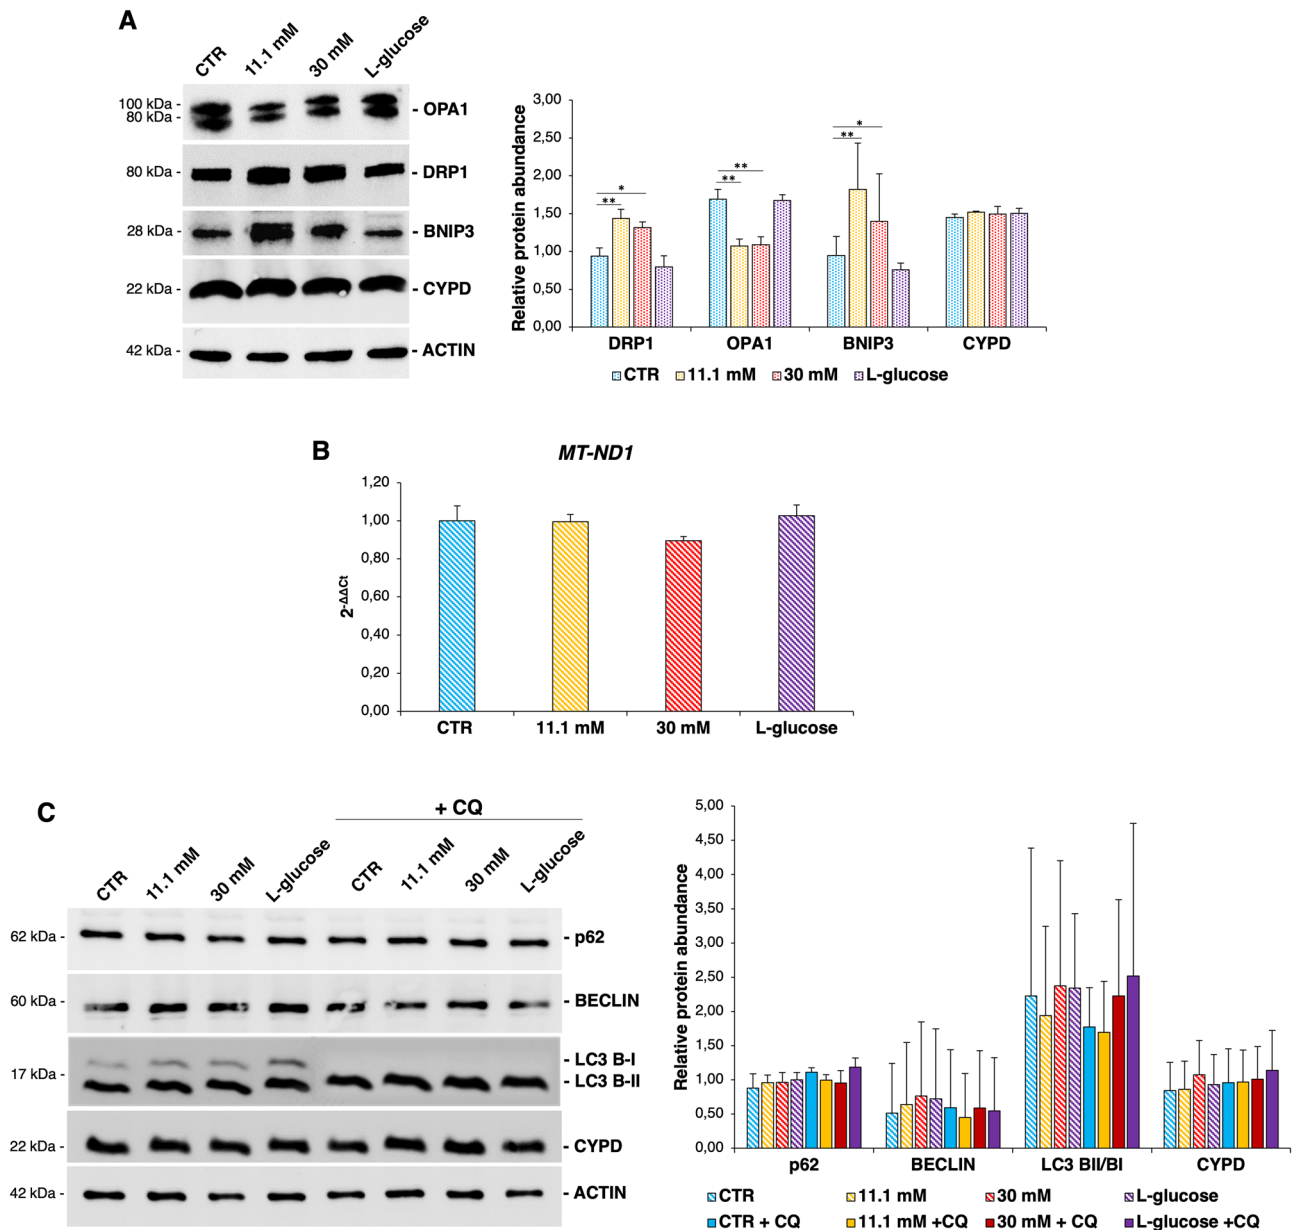 A
CTR 11.1 mM 30 mM L-glucose
100 kDa -
80 kDa -
- OPA1
80 kDa - - DRP1
28 kDa - - BNIP3
22 kDa - - CYPD
42 kDa - - ACTIN
Relative protein abundance
3,00
2,50
2,00
1,50
1,00
0,50
0,00
** * ** ** ** *
DRP1 OPA1 BNIP3 CYPD
CTR 11.1 mM 30 mM L-glucose
B
MT-ND1
2-ΔΔCt
1,20
1,00
0,80
0,60
0,40
0,20
0,00
CTR 11.1 mM 30 mM L-glucose
C
+ CQ
CTR 11.1 mM 30 mM L-glucose CTR 11.1 mM 30 mM L-glucose
62 kDa - - p62
60 kDa - - BECLIN
- LC3 B-I
17 kDa - - LC3 B-II
22 kDa - - CYPD
42 kDa - - ACTIN
Relative protein abundance
5,00
4,50
4,00
3,50
3,00
2,50
2,00
1,50
1,00
0,50
0,00
p62 BECLIN LC3 BII/BI CYPD
CTR 11.1 mM 30 mM L-glucose
CTR + CQ 11.1 mM +CQ 30 mM + CQ L-glucose +CQ